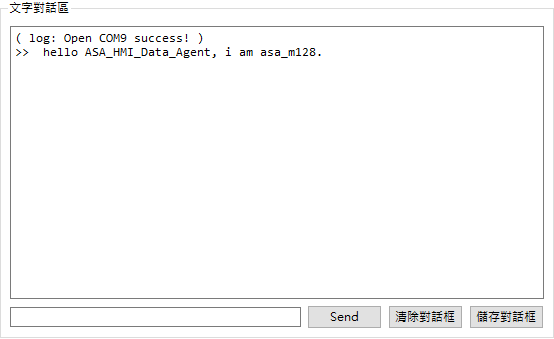 文字對話區
( log: Open COM9 success! )
>>  hello ASA_HMI_Data_Agent, i am asa_m128.
Send 清除對話框 儲存對話框